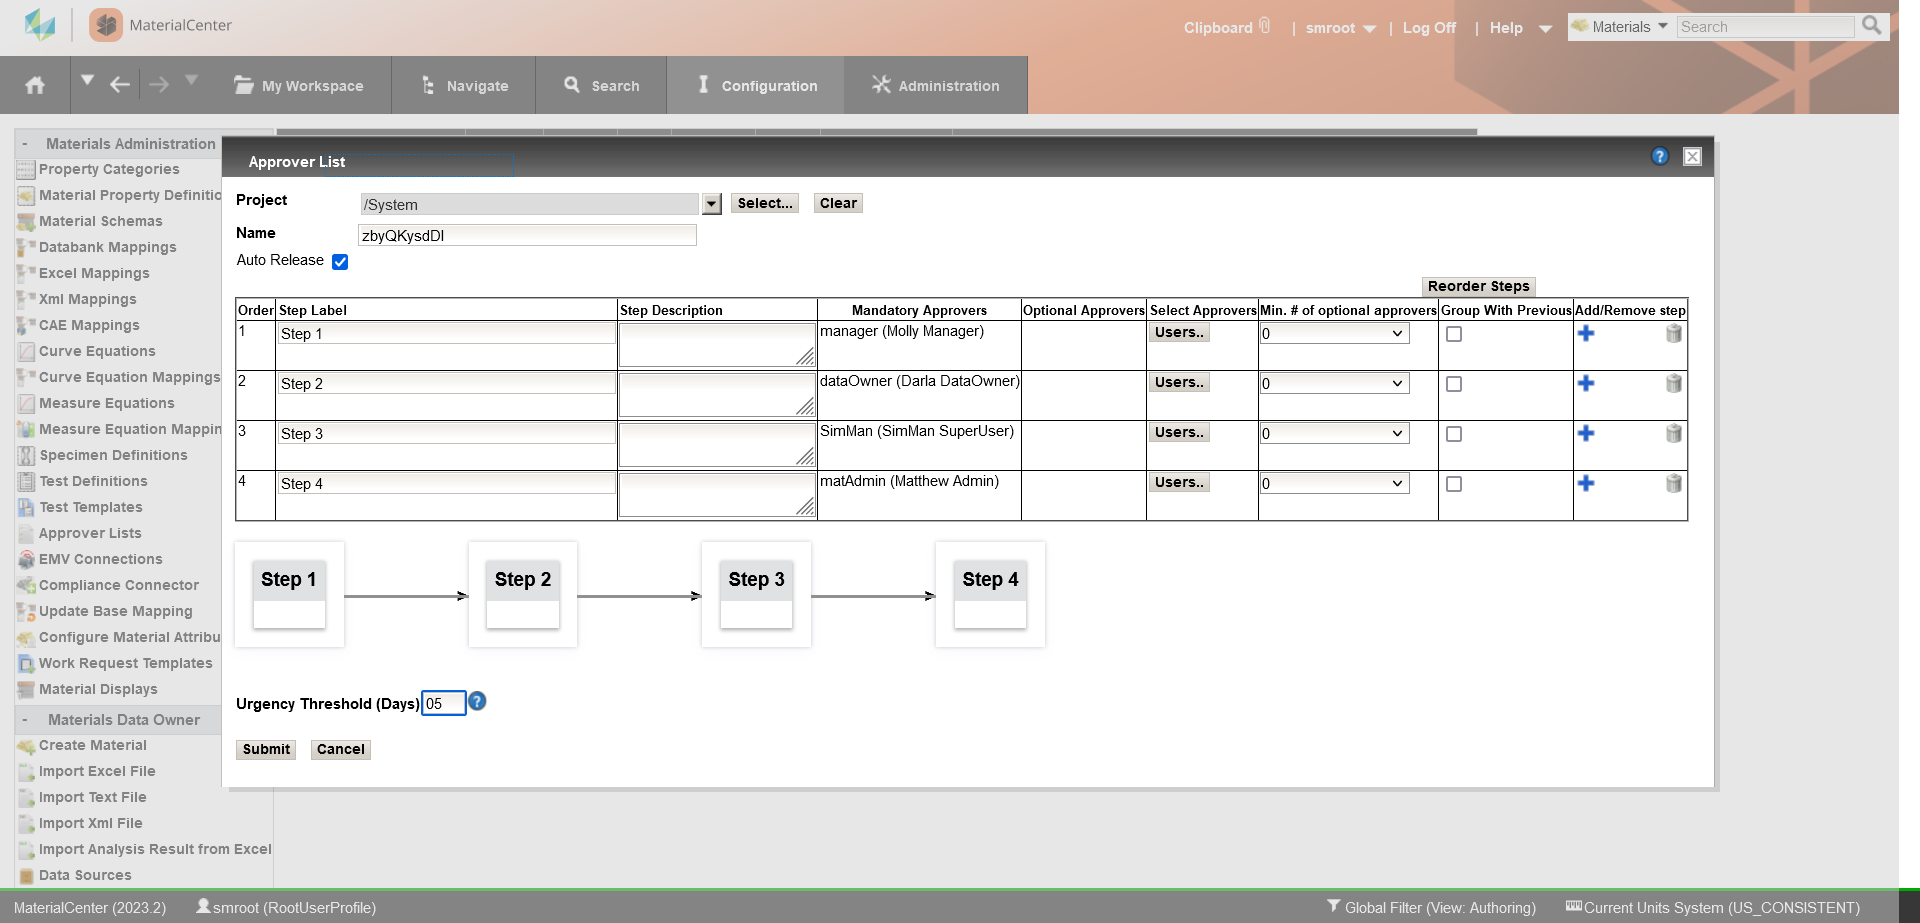 MaterialCenter
Clipboard | smroot | Log Off | Help Materials Search
My Workspace Navigate Search Configuration Administration
- Materials Administration
Property Categories
Material Property Definitio
Material Schemas
Databank Mappings
Excel Mappings
Xml Mappings
CAE Mappings
Curve Equations
Curve Equation Mappings
Measure Equations
Measure Equation Mappin
Specimen Definitions
Test Definitions
Test Templates
Approver Lists
EMV Connections
Compliance Connector
Update Base Mapping
Configure Material Attribu
Work Request Templates
Material Displays
- Materials Data Owner
Create Material
Import Excel File
Import Text File
Import Xml File
Import Analysis Result from Excel
Data Sources
Approver List
Project /System Select... Clear
Name zbyQKysdDI
Auto Release
Reorder Steps
Order Step Label Step Description Mandatory Approvers Optional Approvers Select Approvers Min. # of optional approvers Group With Previous Add/Remove step
1 Step 1 manager (Molly Manager) Users.. 0
2 Step 2 dataOwner (Darla DataOwner) Users.. 0
3 Step 3 SimMan (SimMan SuperUser) Users.. 0
4 Step 4 matAdmin (Matthew Admin) Users.. 0
Step 1 Step 2 Step 3 Step 4
Urgency Threshold (Days) 05
Submit Cancel
MaterialCenter (2023.2) smroot (RootUserProfile) Global Filter (View: Authoring) Current Units System (US_CONSISTENT)